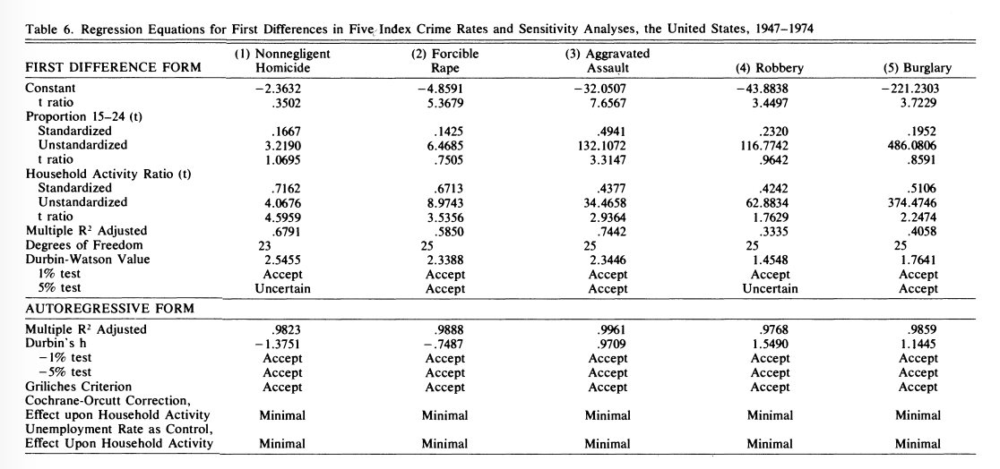 Table 6. Regression Equations for First Differences in Five Index Crime Rates and Sensitivity Analyses, the United States, 1947–1974
FIRST DIFFERENCE FORM (1) Nonnegligent Homicide (2) Forcible Rape (3) Aggravated Assault (4) Robbery (5) Burglary
Constant −2.3632 −4.8591 −32.0507 −43.8838 −221.2303
t ratio .3502 5.3679 7.6567 3.4497 3.7229
Proportion 15–24 (t)
Standardized .1667 .1425 .4941 .2320 .1952
Unstandardized 3.2190 6.4685 132.1072 116.7742 486.0806
t ratio 1.0695 .7505 3.3147 .9642 .8591
Household Activity Ratio (t)
Standardized .7162 .6713 .4377 .4242 .5106
Unstandardized 4.0676 8.9743 34.4658 62.8834 374.4746
t ratio 4.5959 3.5356 2.9364 1.7629 2.2474
Multiple R² Adjusted .6791 .5850 .7442 .3335 .4058
Degrees of Freedom 23 25 25 25 25
Durbin-Watson Value 2.5455 2.3388 2.3446 1.4548 1.7641
1% test Accept Accept Accept Accept Accept
5% test Uncertain Accept Accept Uncertain Accept
AUTOREGRESSIVE FORM
Multiple R² Adjusted .9823 .9888 .9961 .9768 .9859
Durbin's h −1.3751 −.7487 .9709 1.5490 1.1445
−1% test Accept Accept Accept Accept Accept
−5% test Accept Accept Accept Accept Accept
Griliches Criterion Accept Accept Accept Accept Accept
Cochrane-Orcutt Correction,
Effect upon Household Activity Minimal Minimal Minimal Minimal Minimal
Unemployment Rate as Control,
Effect Upon Household Activity Minimal Minimal Minimal Minimal Minimal